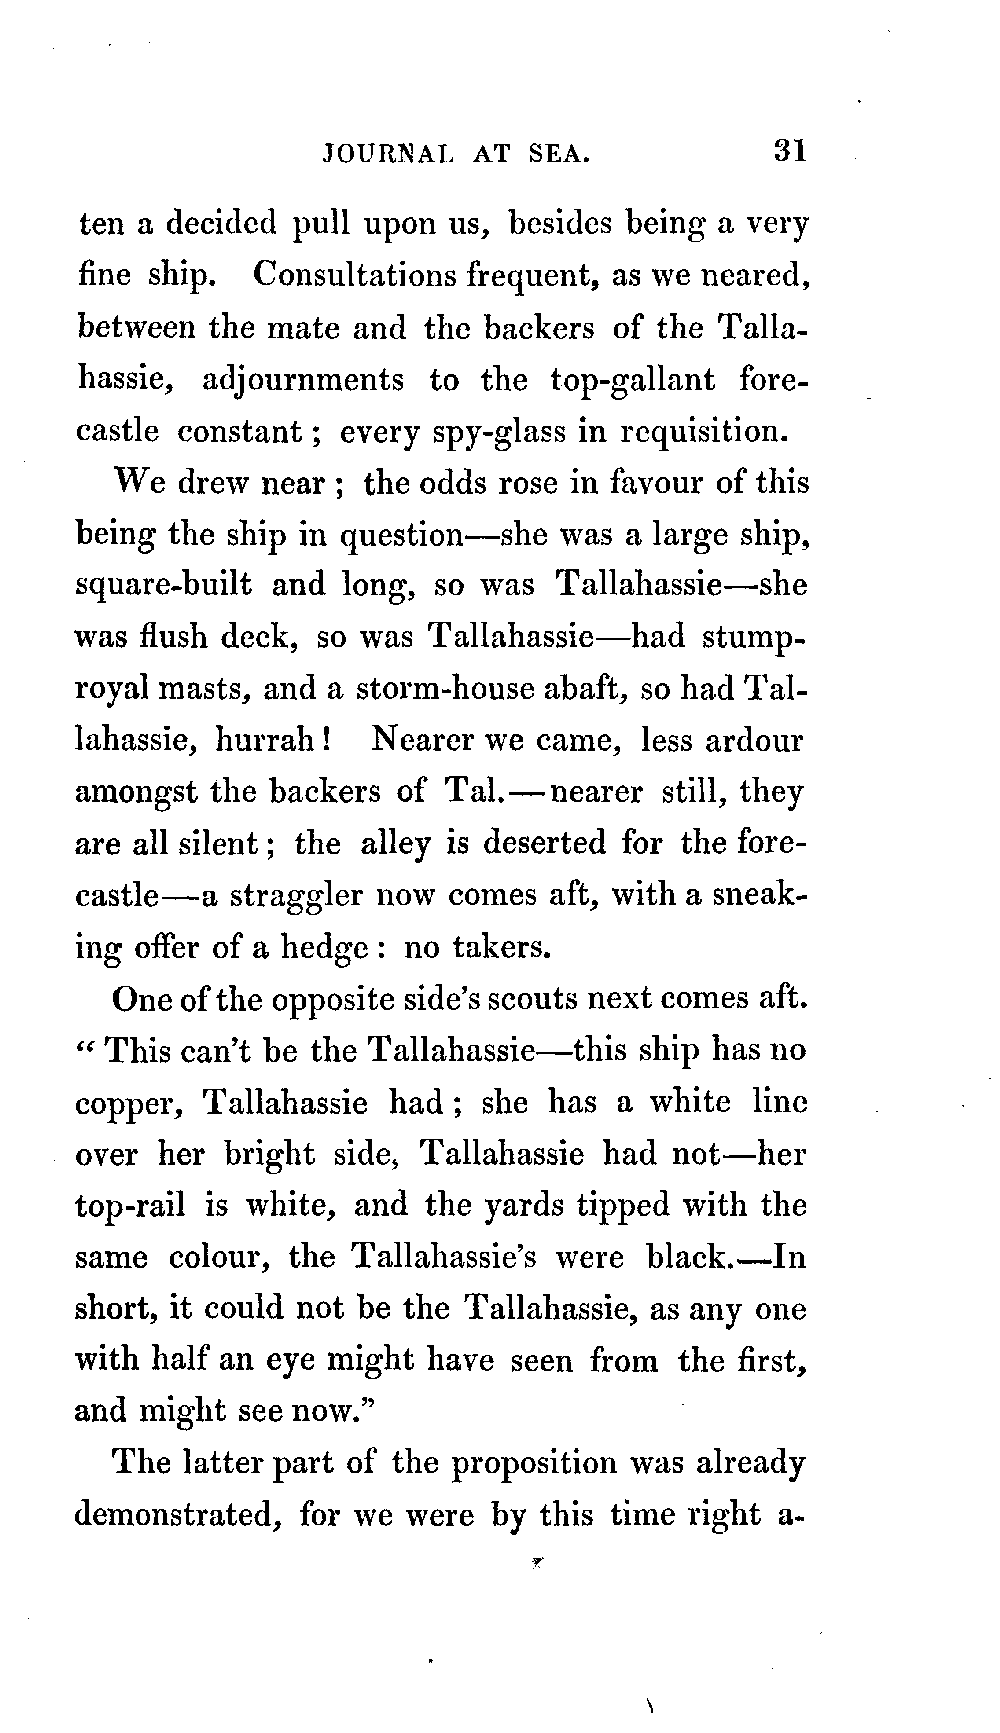 JOURNAL AT SEA. 31
ten a decided pull upon us, besides being a very
fine ship. Consultations frequent, as we neared,
between the mate and the backers of the Talla-
hassie, adjournments to the top-gallant fore-
castle constant ; every spy-glass in requisition.
We drew near ; the odds rose in favour of this
being the ship in question—she was a large ship,
square-built and long, so was Tallahassie—she
was flush deck, so was Tallahassie—had stump-
royal masts, and a storm-house abaft, so had Tal-
lahassie, hurrah ! Nearer we came, less ardour
amongst the backers of Tal.—nearer still, they
are all silent ; the alley is deserted for the fore-
castle—a straggler now comes aft, with a sneak-
ing offer of a hedge : no takers.
One of the opposite side's scouts next comes aft.
“ This can't be the Tallahassie—this ship has no
copper, Tallahassie had ; she has a white line
over her bright side, Tallahassie had not—her
top-rail is white, and the yards tipped with the
same colour, the Tallahassie's were black.—In
short, it could not be the Tallahassie, as any one
with half an eye might have seen from the first,
and might see now.”
The latter part of the proposition was already
demonstrated, for we were by this time right a-